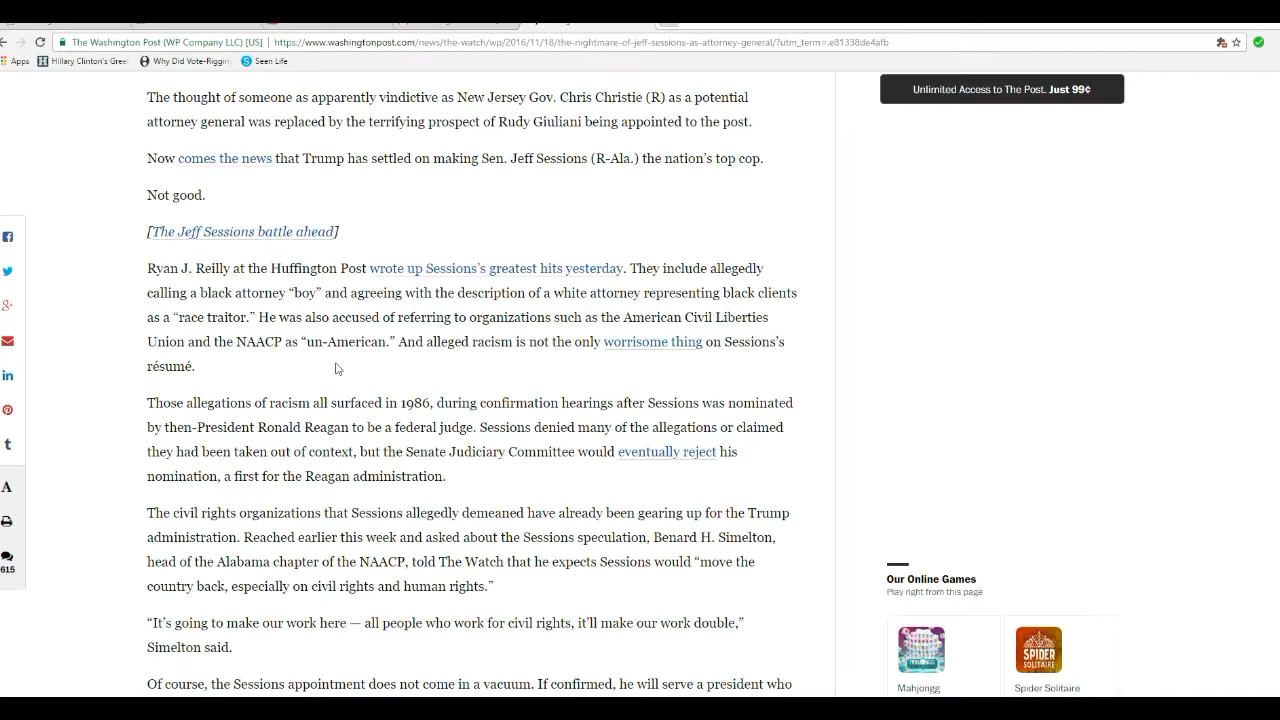 The Washington Post (WP Company LLC) [US] | https://www.washingtonpost.com/news/the-watch/wp/2016/11/18/the-nightmare-of-jeff-sessions-as-attorney-general/?utm_term=.e81338de4afb
Apps Hillary Clinton's Gree Why Did Vote-Riggin Seen Life
Unlimited Access to The Post. Just 99¢
The thought of someone as apparently vindictive as New Jersey Gov. Chris Christie (R) as a potential
attorney general was replaced by the terrifying prospect of Rudy Giuliani being appointed to the post.
Now comes the news that Trump has settled on making Sen. Jeff Sessions (R-Ala.) the nation's top cop.
Not good.
[The Jeff Sessions battle ahead]
Ryan J. Reilly at the Huffington Post wrote up Sessions's greatest hits yesterday. They include allegedly
calling a black attorney “boy” and agreeing with the description of a white attorney representing black clients
as a “race traitor.” He was also accused of referring to organizations such as the American Civil Liberties
Union and the NAACP as “un-American.” And alleged racism is not the only worrisome thing on Sessions's
résumé.
Those allegations of racism all surfaced in 1986, during confirmation hearings after Sessions was nominated
by then-President Ronald Reagan to be a federal judge. Sessions denied many of the allegations or claimed
they had been taken out of context, but the Senate Judiciary Committee would eventually reject his
nomination, a first for the Reagan administration.
The civil rights organizations that Sessions allegedly demeaned have already been gearing up for the Trump
administration. Reached earlier this week and asked about the Sessions speculation, Benard H. Simelton,
head of the Alabama chapter of the NAACP, told The Watch that he expects Sessions would “move the
country back, especially on civil rights and human rights.”
“It's going to make our work here — all people who work for civil rights, it'll make our work double,”
Simelton said.
Of course, the Sessions appointment does not come in a vacuum. If confirmed, he will serve a president who
A
615
Our Online Games
Play right from this page
SPIDER
SOLITAIRE
Mahjongg
Spider Solitaire